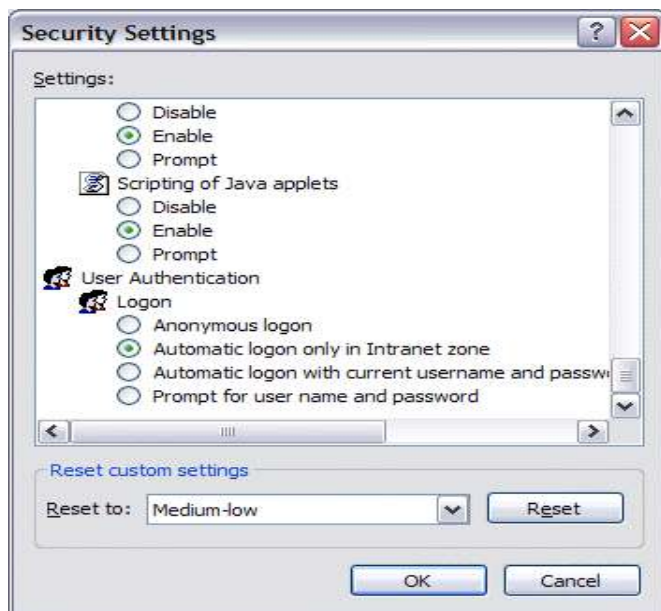 Security Settings
Settings:
Disable
Enable
Prompt
Scripting of Java applets
Disable
Enable
Prompt
User Authentication
Logon
Anonymous logon
Automatic logon only in Intranet zone
Automatic logon with current username and passw
Prompt for user name and password
Reset custom settings
Reset to: Medium-low Reset
OK Cancel